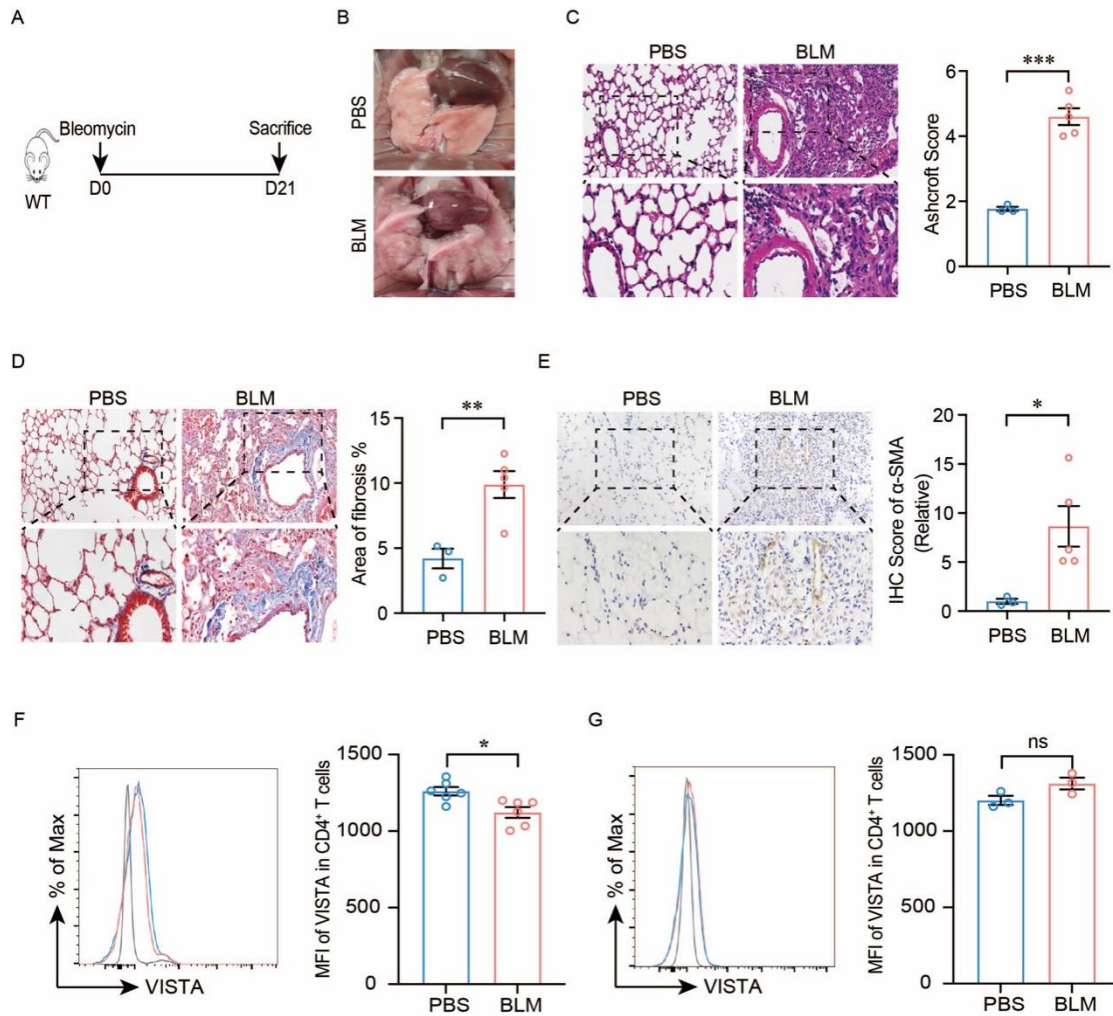 A
Bleomycin
Sacrifice
WT
D0
D21
B
PBS
BLM
C
PBS
BLM
***
Ashcroft Score
6
4
2
0
PBS
BLM
D
PBS
BLM
**
Area of fibrosis %
15
10
5
0
PBS
BLM
E
PBS
BLM
*
IHC Score of α-SMA
(Relative)
20
15
10
5
0
PBS
BLM
F
% of Max
VISTA
*
MFI of VISTA in CD4⁺ T cells
1500
1000
500
0
PBS
BLM
G
% of Max
VISTA
ns
MFI of VISTA in CD4⁺ T cells
1500
1000
500
0
PBS
BLM